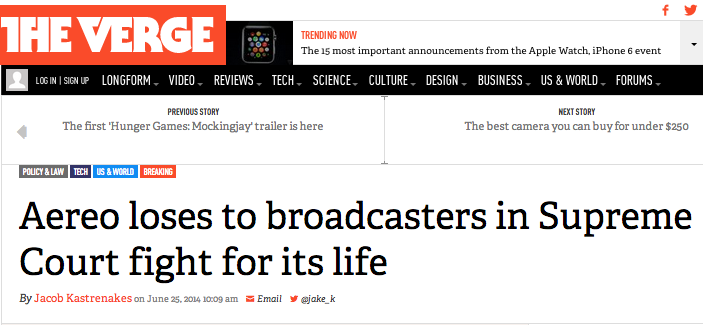 THE VERGE
TRENDING NOW
The 15 most important announcements from the Apple Watch, iPhone 6 event
LOG IN | SIGN UP LONGFORM VIDEO REVIEWS TECH SCIENCE CULTURE DESIGN BUSINESS US & WORLD FORUMS
PREVIOUS STORY
The first 'Hunger Games: Mockingjay' trailer is here
NEXT STORY
The best camera you can buy for under $250
POLICY & LAW TECH US & WORLD BREAKING
Aereo loses to broadcasters in Supreme
Court fight for its life
By Jacob Kastrenakes on June 25, 2014 10:09 am Email @jake_k